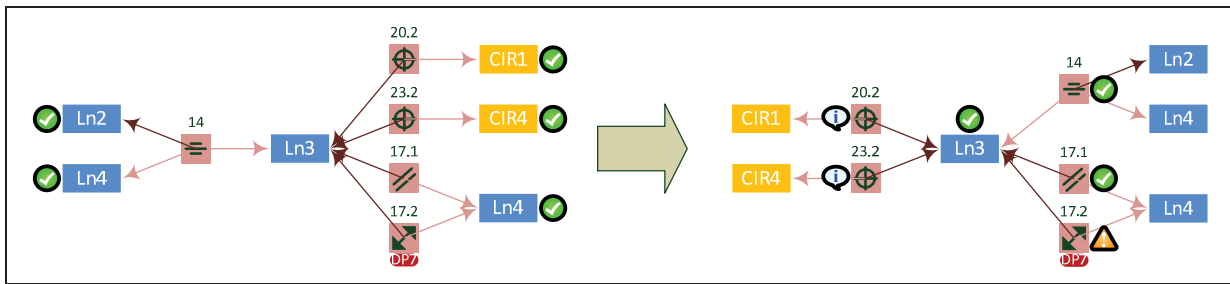 20.2
CIR1
Ln2
14
23.2
CIR4
Ln3
Ln4
17.1
17.2
Ln4
DP7
14
Ln2
20.2
CIR1
i
Ln4
23.2
Ln3
17.1
CIR4
i
Ln4
17.2
DP7